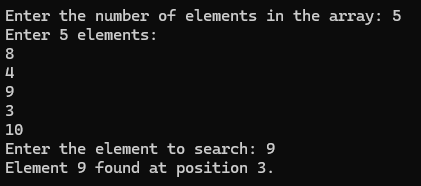 Enter the number of elements in the array: 5
Enter 5 elements:
8
4
9
3
10
Enter the element to search: 9
Element 9 found at position 3.